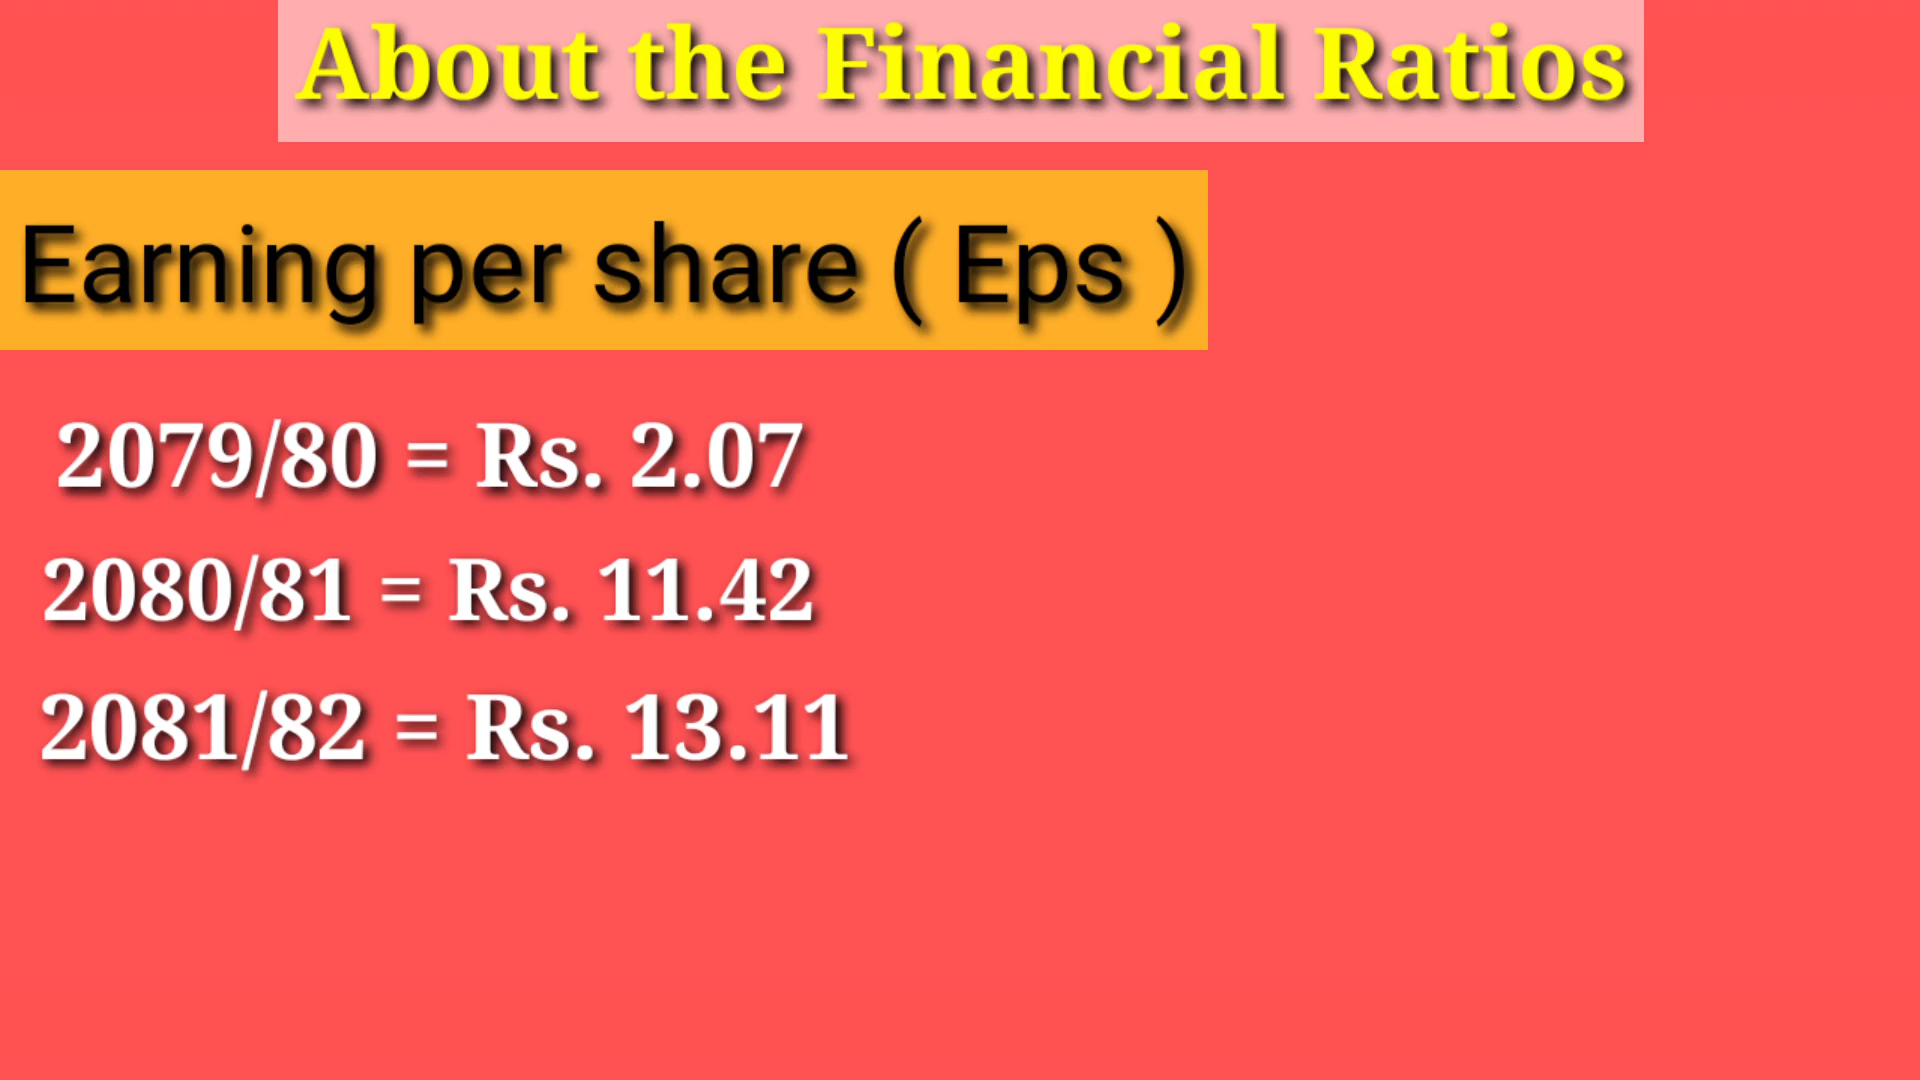 About the Financial Ratios
Earning per share ( Eps )
2079/80 = Rs. 2.07
2080/81 = Rs. 11.42
2081/82 = Rs. 13.11